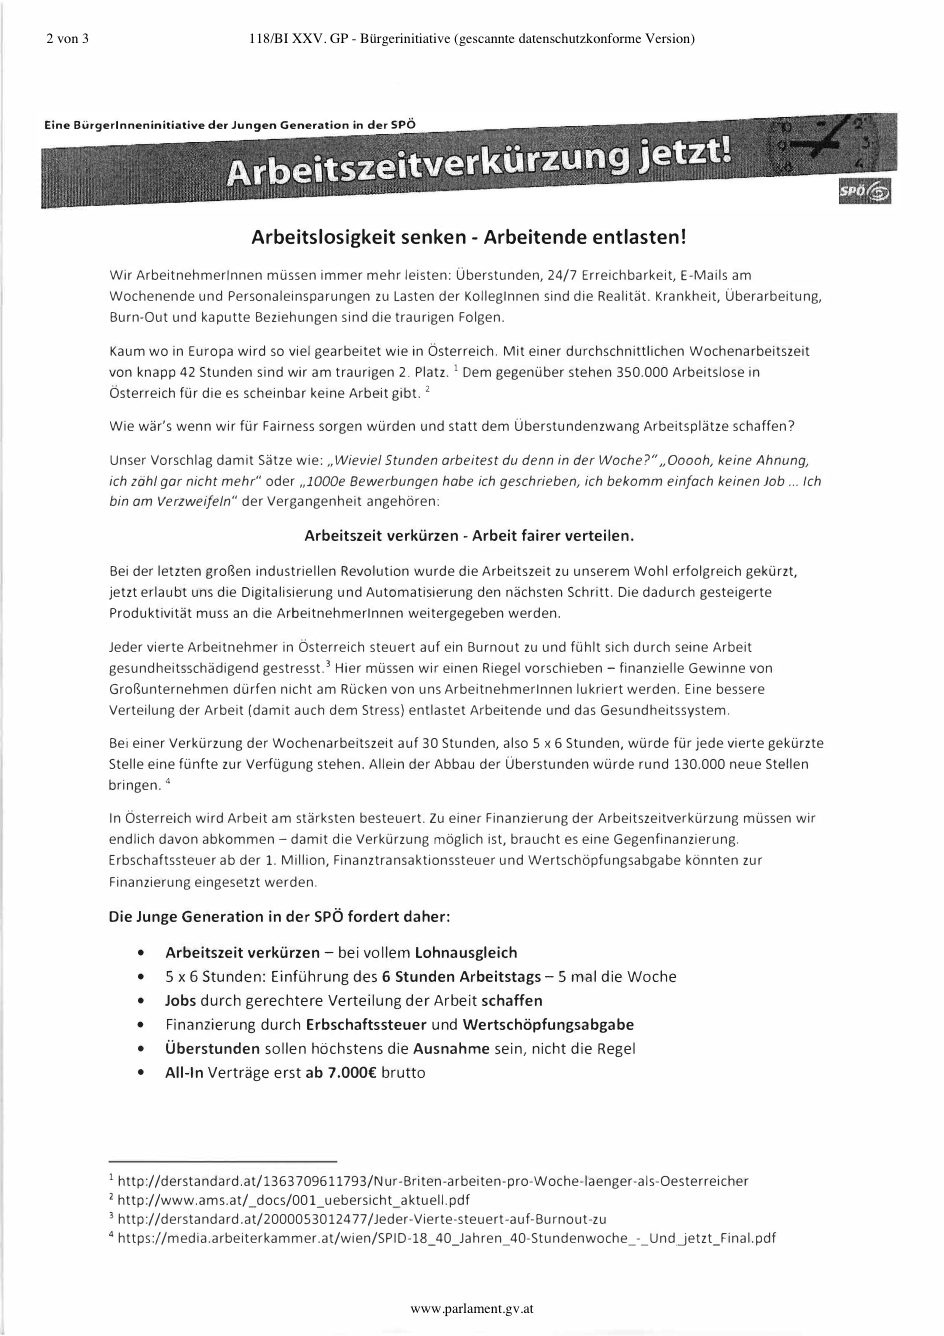 2 von 3
118/BI XXV. GP - Bürgerinitiative (gescannte datenschutzkonforme Version)
Eine BürgerInneninitiative der Jungen Generation in der SPÖ
Arbeitszeitverkürzung jetzt!
SPÖ
Arbeitslosigkeit senken - Arbeitende entlasten!
Wir ArbeitnehmerInnen müssen immer mehr leisten: Überstunden, 24/7 Erreichbarkeit, E-Mails am
Wochenende und Personaleinsparungen zu Lasten der KollegInnen sind die Realität. Krankheit, Überarbeitung,
Burn-Out und kaputte Beziehungen sind die traurigen Folgen.
Kaum wo in Europa wird so viel gearbeitet wie in Österreich. Mit einer durchschnittlichen Wochenarbeitszeit
von knapp 42 Stunden sind wir am traurigen 2. Platz. ¹ Dem gegenüber stehen 350.000 Arbeitslose in
Österreich für die es scheinbar keine Arbeit gibt. ²
Wie wär's wenn wir für Fairness sorgen würden und statt dem Überstundenzwang Arbeitsplätze schaffen?
Unser Vorschlag damit Sätze wie: „Wieviel Stunden arbeitest du denn in der Woche?" „Ooooh, keine Ahnung,
ich zähl gar nicht mehr" oder „1000e Bewerbungen habe ich geschrieben, ich bekomm einfach keinen Job ... Ich
bin am Verzweifeln" der Vergangenheit angehören:
Arbeitszeit verkürzen - Arbeit fairer verteilen.
Bei der letzten großen industriellen Revolution wurde die Arbeitszeit zu unserem Wohl erfolgreich gekürzt,
jetzt erlaubt uns die Digitalisierung und Automatisierung den nächsten Schritt. Die dadurch gesteigerte
Produktivität muss an die ArbeitnehmerInnen weitergegeben werden.
Jeder vierte Arbeitnehmer in Österreich steuert auf ein Burnout zu und fühlt sich durch seine Arbeit
gesundheitsschädigend gestresst.³ Hier müssen wir einen Riegel vorschieben – finanzielle Gewinne von
Großunternehmen dürfen nicht am Rücken von uns ArbeitnehmerInnen lukriert werden. Eine bessere
Verteilung der Arbeit (damit auch dem Stress) entlastet Arbeitende und das Gesundheitssystem.
Bei einer Verkürzung der Wochenarbeitszeit auf 30 Stunden, also 5 x 6 Stunden, würde für jede vierte gekürzte
Stelle eine fünfte zur Verfügung stehen. Allein der Abbau der Überstunden würde rund 130.000 neue Stellen
bringen. ⁴
In Österreich wird Arbeit am stärksten besteuert. Zu einer Finanzierung der Arbeitszeitverkürzung müssen wir
endlich davon abkommen – damit die Verkürzung möglich ist, braucht es eine Gegenfinanzierung.
Erbschaftssteuer ab der 1. Million, Finanztransaktionssteuer und Wertschöpfungsabgabe könnten zur
Finanzierung eingesetzt werden.
Die Junge Generation in der SPÖ fordert daher:
• Arbeitszeit verkürzen – bei vollem Lohnausgleich
• 5 x 6 Stunden: Einführung des 6 Stunden Arbeitstags – 5 mal die Woche
• Jobs durch gerechtere Verteilung der Arbeit schaffen
• Finanzierung durch Erbschaftssteuer und Wertschöpfungsabgabe
• Überstunden sollen höchstens die Ausnahme sein, nicht die Regel
• All-In Verträge erst ab 7.000€ brutto
¹ http://derstandard.at/1363709611793/Nur-Briten-arbeiten-pro-Woche-laenger-als-Oesterreicher
² http://www.ams.at/_docs/001_uebersicht_aktuell.pdf
³ http://derstandard.at/2000053012477/Jeder-Vierte-steuert-auf-Burnout-zu
⁴ https://media.arbeiterkammer.at/wien/SPID-18_40_Jahren_40-Stundenwoche_-_Und_jetzt_Final.pdf
www.parlament.gv.at